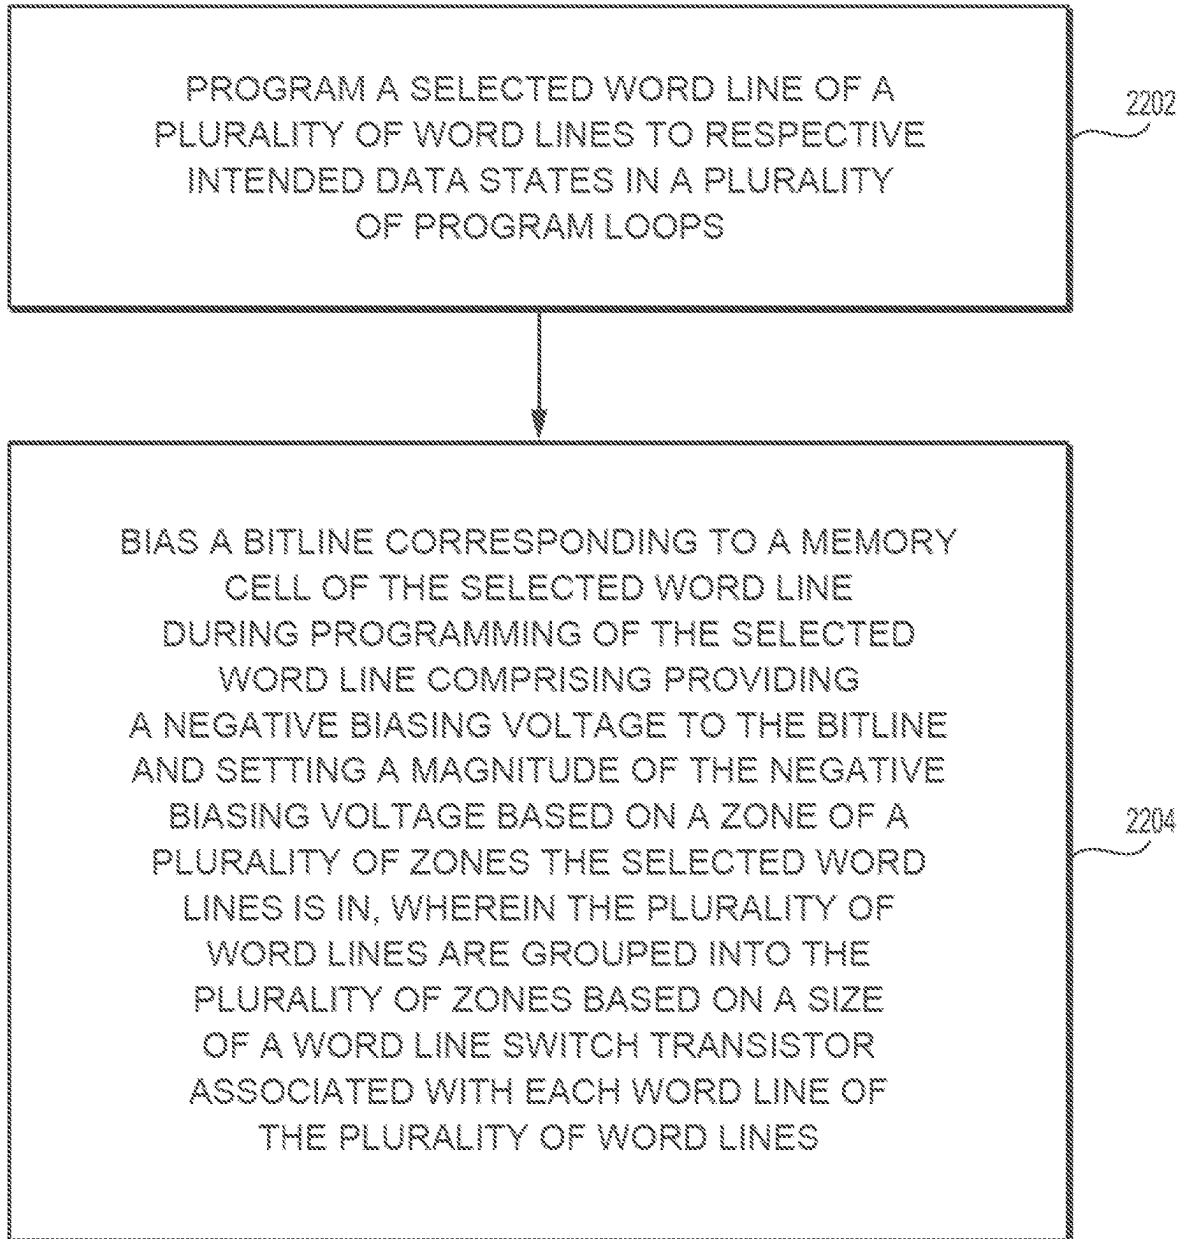 PROGRAM A SELECTED WORD LINE OF A
PLURALITY OF WORD LINES TO RESPECTIVE
INTENDED DATA STATES IN A PLURALITY
OF PROGRAM LOOPS
2202
BIAS A BITLINE CORRESPONDING TO A MEMORY
CELL OF THE SELECTED WORD LINE
DURING PROGRAMMING OF THE SELECTED
WORD LINE COMPRISING PROVIDING
A NEGATIVE BIASING VOLTAGE TO THE BITLINE
AND SETTING A MAGNITUDE OF THE NEGATIVE
BIASING VOLTAGE BASED ON A ZONE OF A
PLURALITY OF ZONES THE SELECTED WORD
LINES IS IN, WHEREIN THE PLURALITY OF
WORD LINES ARE GROUPED INTO THE
PLURALITY OF ZONES BASED ON A SIZE
OF A WORD LINE SWITCH TRANSISTOR
ASSOCIATED WITH EACH WORD LINE OF
THE PLURALITY OF WORD LINES
2204